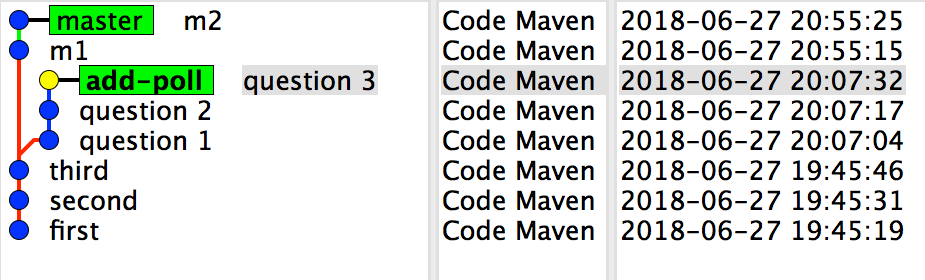 master m2 Code Maven 2018-06-27 20:55:25
m1 Code Maven 2018-06-27 20:55:15
add-poll question 3 Code Maven 2018-06-27 20:07:32
question 2 Code Maven 2018-06-27 20:07:17
question 1 Code Maven 2018-06-27 20:07:04
third Code Maven 2018-06-27 19:45:46
second Code Maven 2018-06-27 19:45:31
first Code Maven 2018-06-27 19:45:19